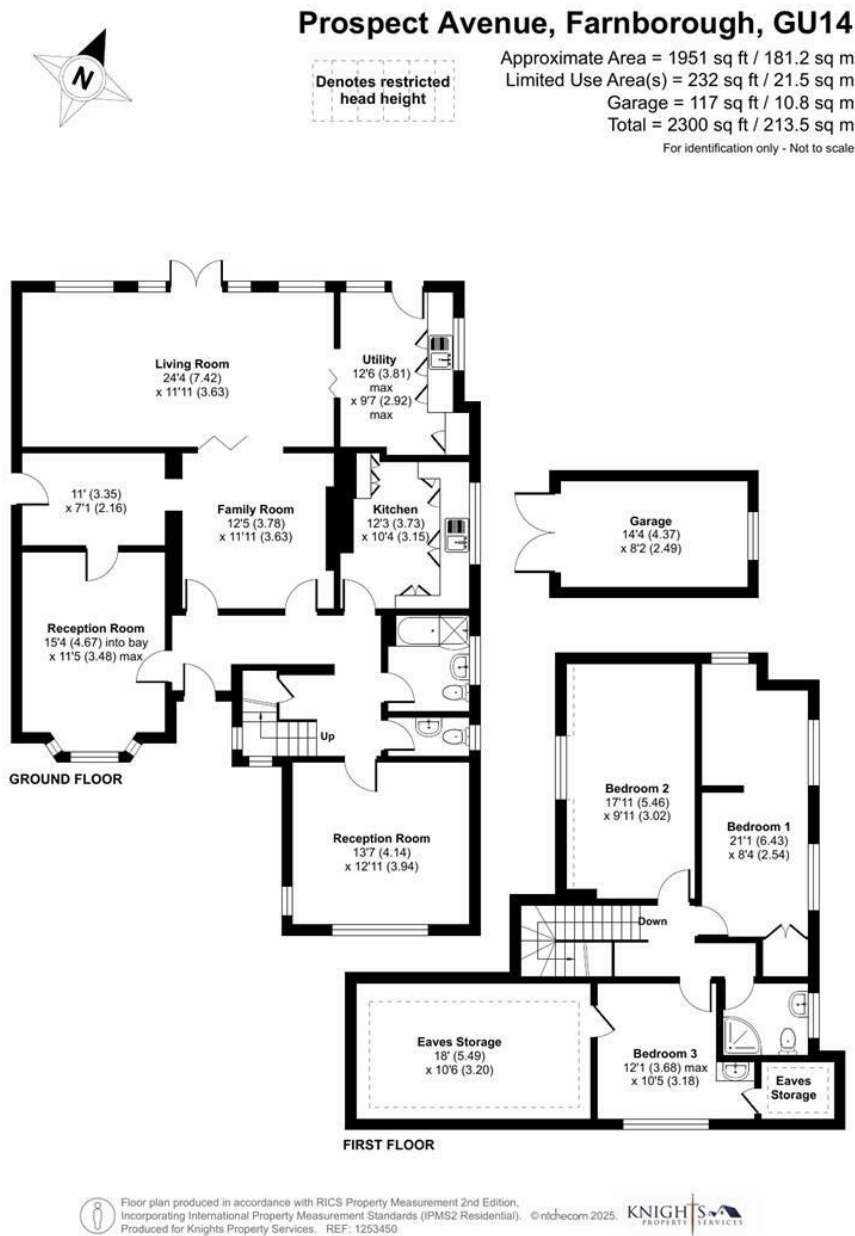 Prospect Avenue, Farnborough, GU14
Approximate Area = 1951 sq ft / 181.2 sq m
Limited Use Area(s) = 232 sq ft / 21.5 sq m
Garage = 117 sq ft / 10.8 sq m
Total = 2300 sq ft / 213.5 sq m
For identification only - Not to scale
N
Denotes restricted
head height
Living Room
24'4 (7.42)
x 11'11 (3.63)
Utility
12'6 (3.81)
max
x 9'7 (2.92)
max
11' (3.35)
x 7'1 (2.16)
Family Room
12'5 (3.78)
x 11'11 (3.63)
Kitchen
12'3 (3.73)
x 10'4 (3.15)
Garage
14'4 (4.37)
x 8'2 (2.49)
Reception Room
15'4 (4.67) into bay
x 11'5 (3.48) max
Up
GROUND FLOOR
Reception Room
13'7 (4.14)
x 12'11 (3.94)
Bedroom 2
17'11 (5.46)
x 9'11 (3.02)
Bedroom 1
21'1 (6.43)
x 8'4 (2.54)
Down
Eaves Storage
18' (5.49)
x 10'6 (3.20)
Bedroom 3
12'1 (3.68) max
x 10'5 (3.18)
Eaves
Storage
FIRST FLOOR
Floor plan produced in accordance with RICS Property Measurement 2nd Edition,
Incorporating International Property Measurement Standards (IPMS2 Residential). © nichecom 2025.
Produced for Knights Property Services. REF: 1253450
KNIGHTS
PROPERTY SERVICES